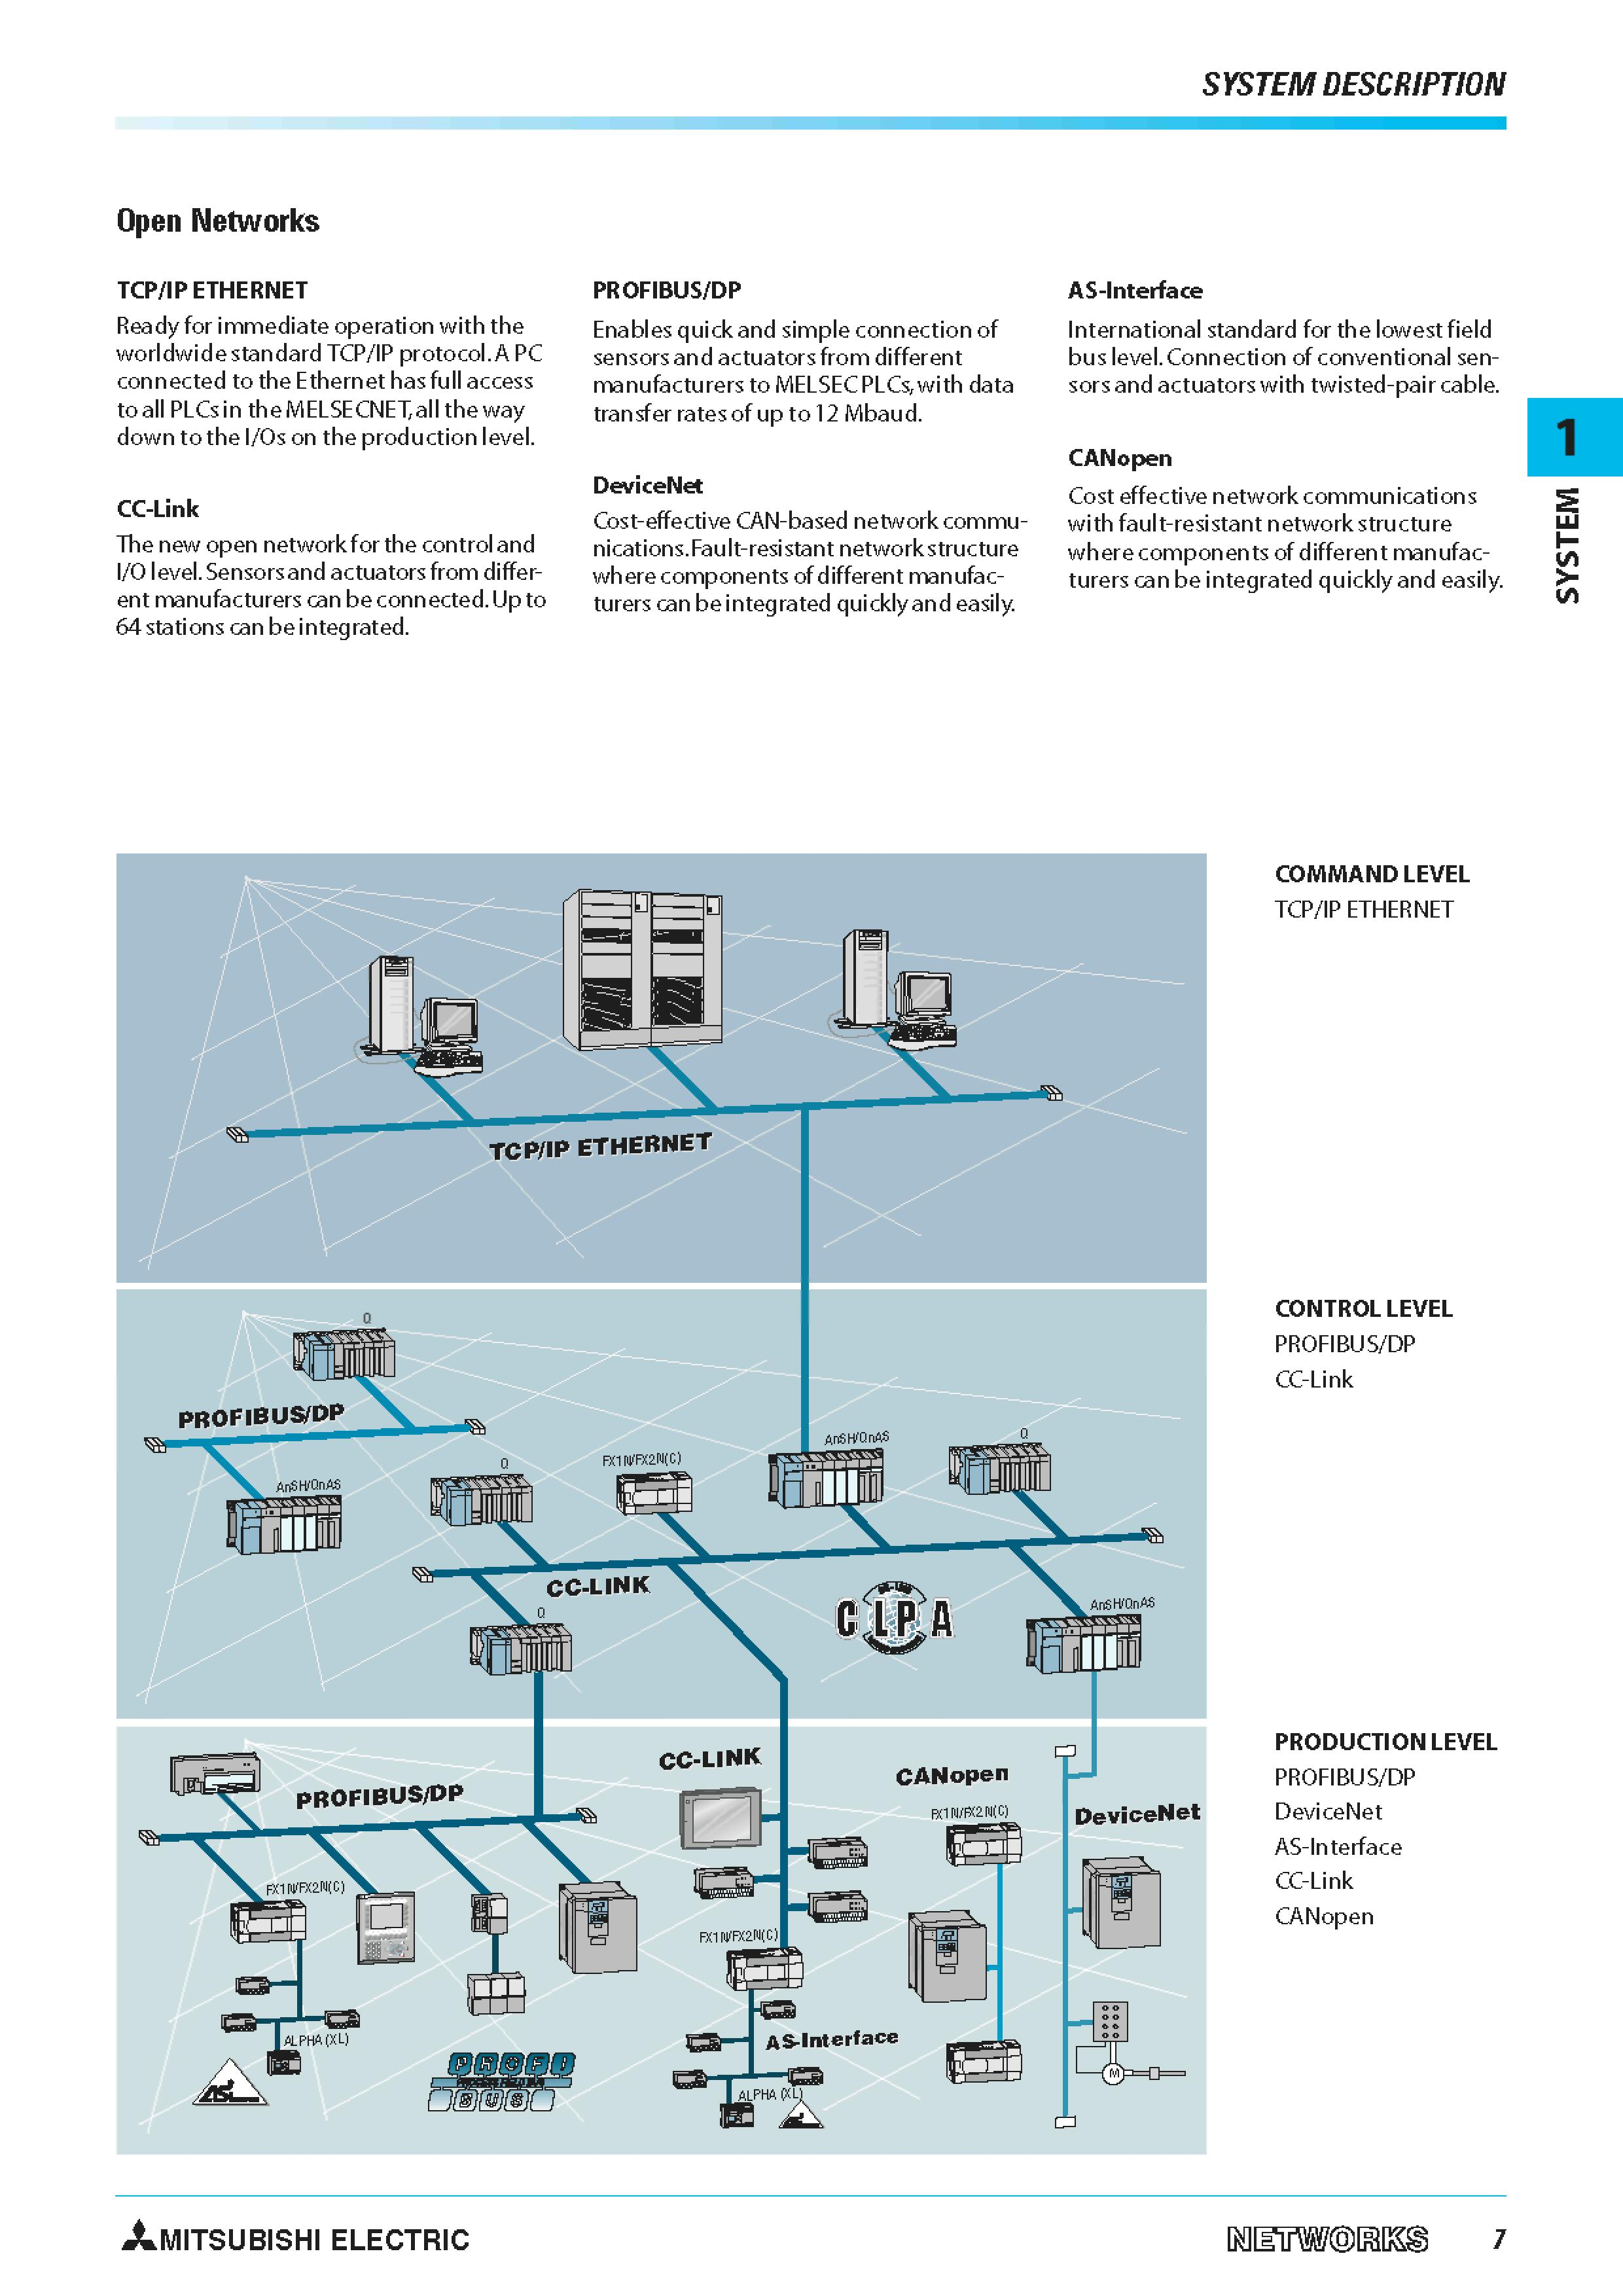 SYSTEM DESCRIPTION
Open Networks
TCP/IP ETHERNET
Ready for immediate operation with the
worldwide standard TCP/IP protocol. A PC
connected to the Ethernet has full access
to all PLCs in the MELSECNET, all the way
down to the I/Os on the production level.
CC-Link
The new open network for the control and
I/O level. Sensors and actuators from differ-
ent manufacturers can be connected. Up to
64 stations can be integrated.
PROFIBUS/DP
Enables quick and simple connection of
sensors and actuators from different
manufacturers to MELSEC PLCs, with data
transfer rates of up to 12 Mbaud.
DeviceNet
Cost-effective CAN-based network commu-
nications. Fault-resistant network structure
where components of different manufac-
turers can be integrated quickly and easily.
AS-Interface
International standard for the lowest field
bus level. Connection of conventional sen-
sors and actuators with twisted-pair cable.
CANopen
Cost effective network communications
with fault-resistant network structure
where components of different manufac-
turers can be integrated quickly and easily.
1
SYSTEM
TCP/IP ETHERNET
COMMAND LEVEL
TCP/IP ETHERNET
Q
PROFIBUS/DP
AnSH/QnAS
Q
FX1N/FX2N(C)
AnSH/QnAS
Q
CC-LINK
Q
CLPA
AnSH/QnAS
CONTROL LEVEL
PROFIBUS/DP
CC-Link
PROFIBUS/DP
CC-LINK
CANopen
FX1N/FX2N(C)
DeviceNet
FX1N/FX2N(C)
FX1N/FX2N(C)
ALPHA (XL)
AS-Interface
ALPHA (XL)
M
PROFI
BUS
PRODUCTION LEVEL
PROFIBUS/DP
DeviceNet
AS-Interface
CC-Link
CANopen
MITSUBISHI ELECTRIC
NETWORKS
7